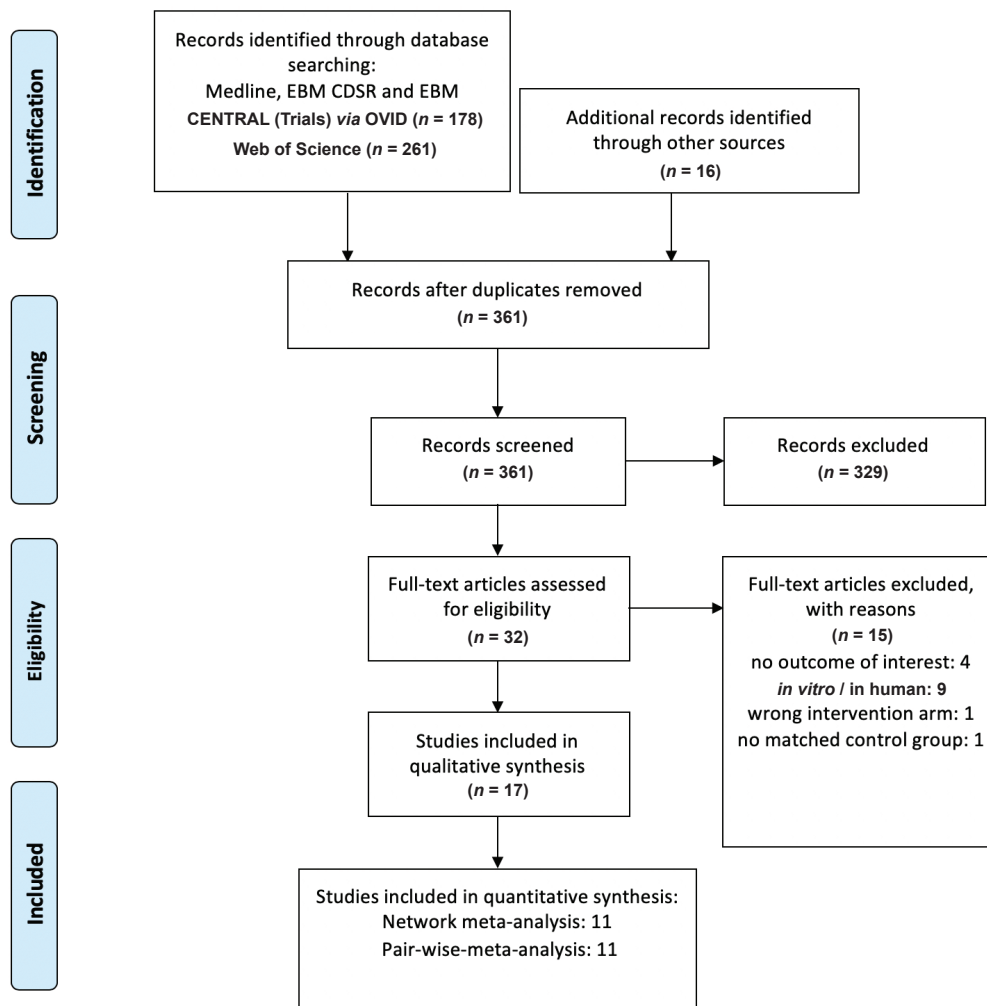 Identification
Records identified through database
searching:
Medline, EBM CDSR and EBM
CENTRAL (Trials) via OVID (n = 178)
Web of Science (n = 261)
Additional records identified
through other sources
(n = 16)
Records after duplicates removed
(n = 361)
Screening
Records screened
(n = 361)
Records excluded
(n = 329)
Eligibility
Full-text articles assessed
for eligibility
(n = 32)
Full-text articles excluded,
with reasons
(n = 15)
no outcome of interest: 4
in vitro / in human: 9
wrong intervention arm: 1
no matched control group: 1
Studies included in
qualitative synthesis
(n = 17)
Included
Studies included in quantitative synthesis:
Network meta-analysis: 11
Pair-wise-meta-analysis: 11